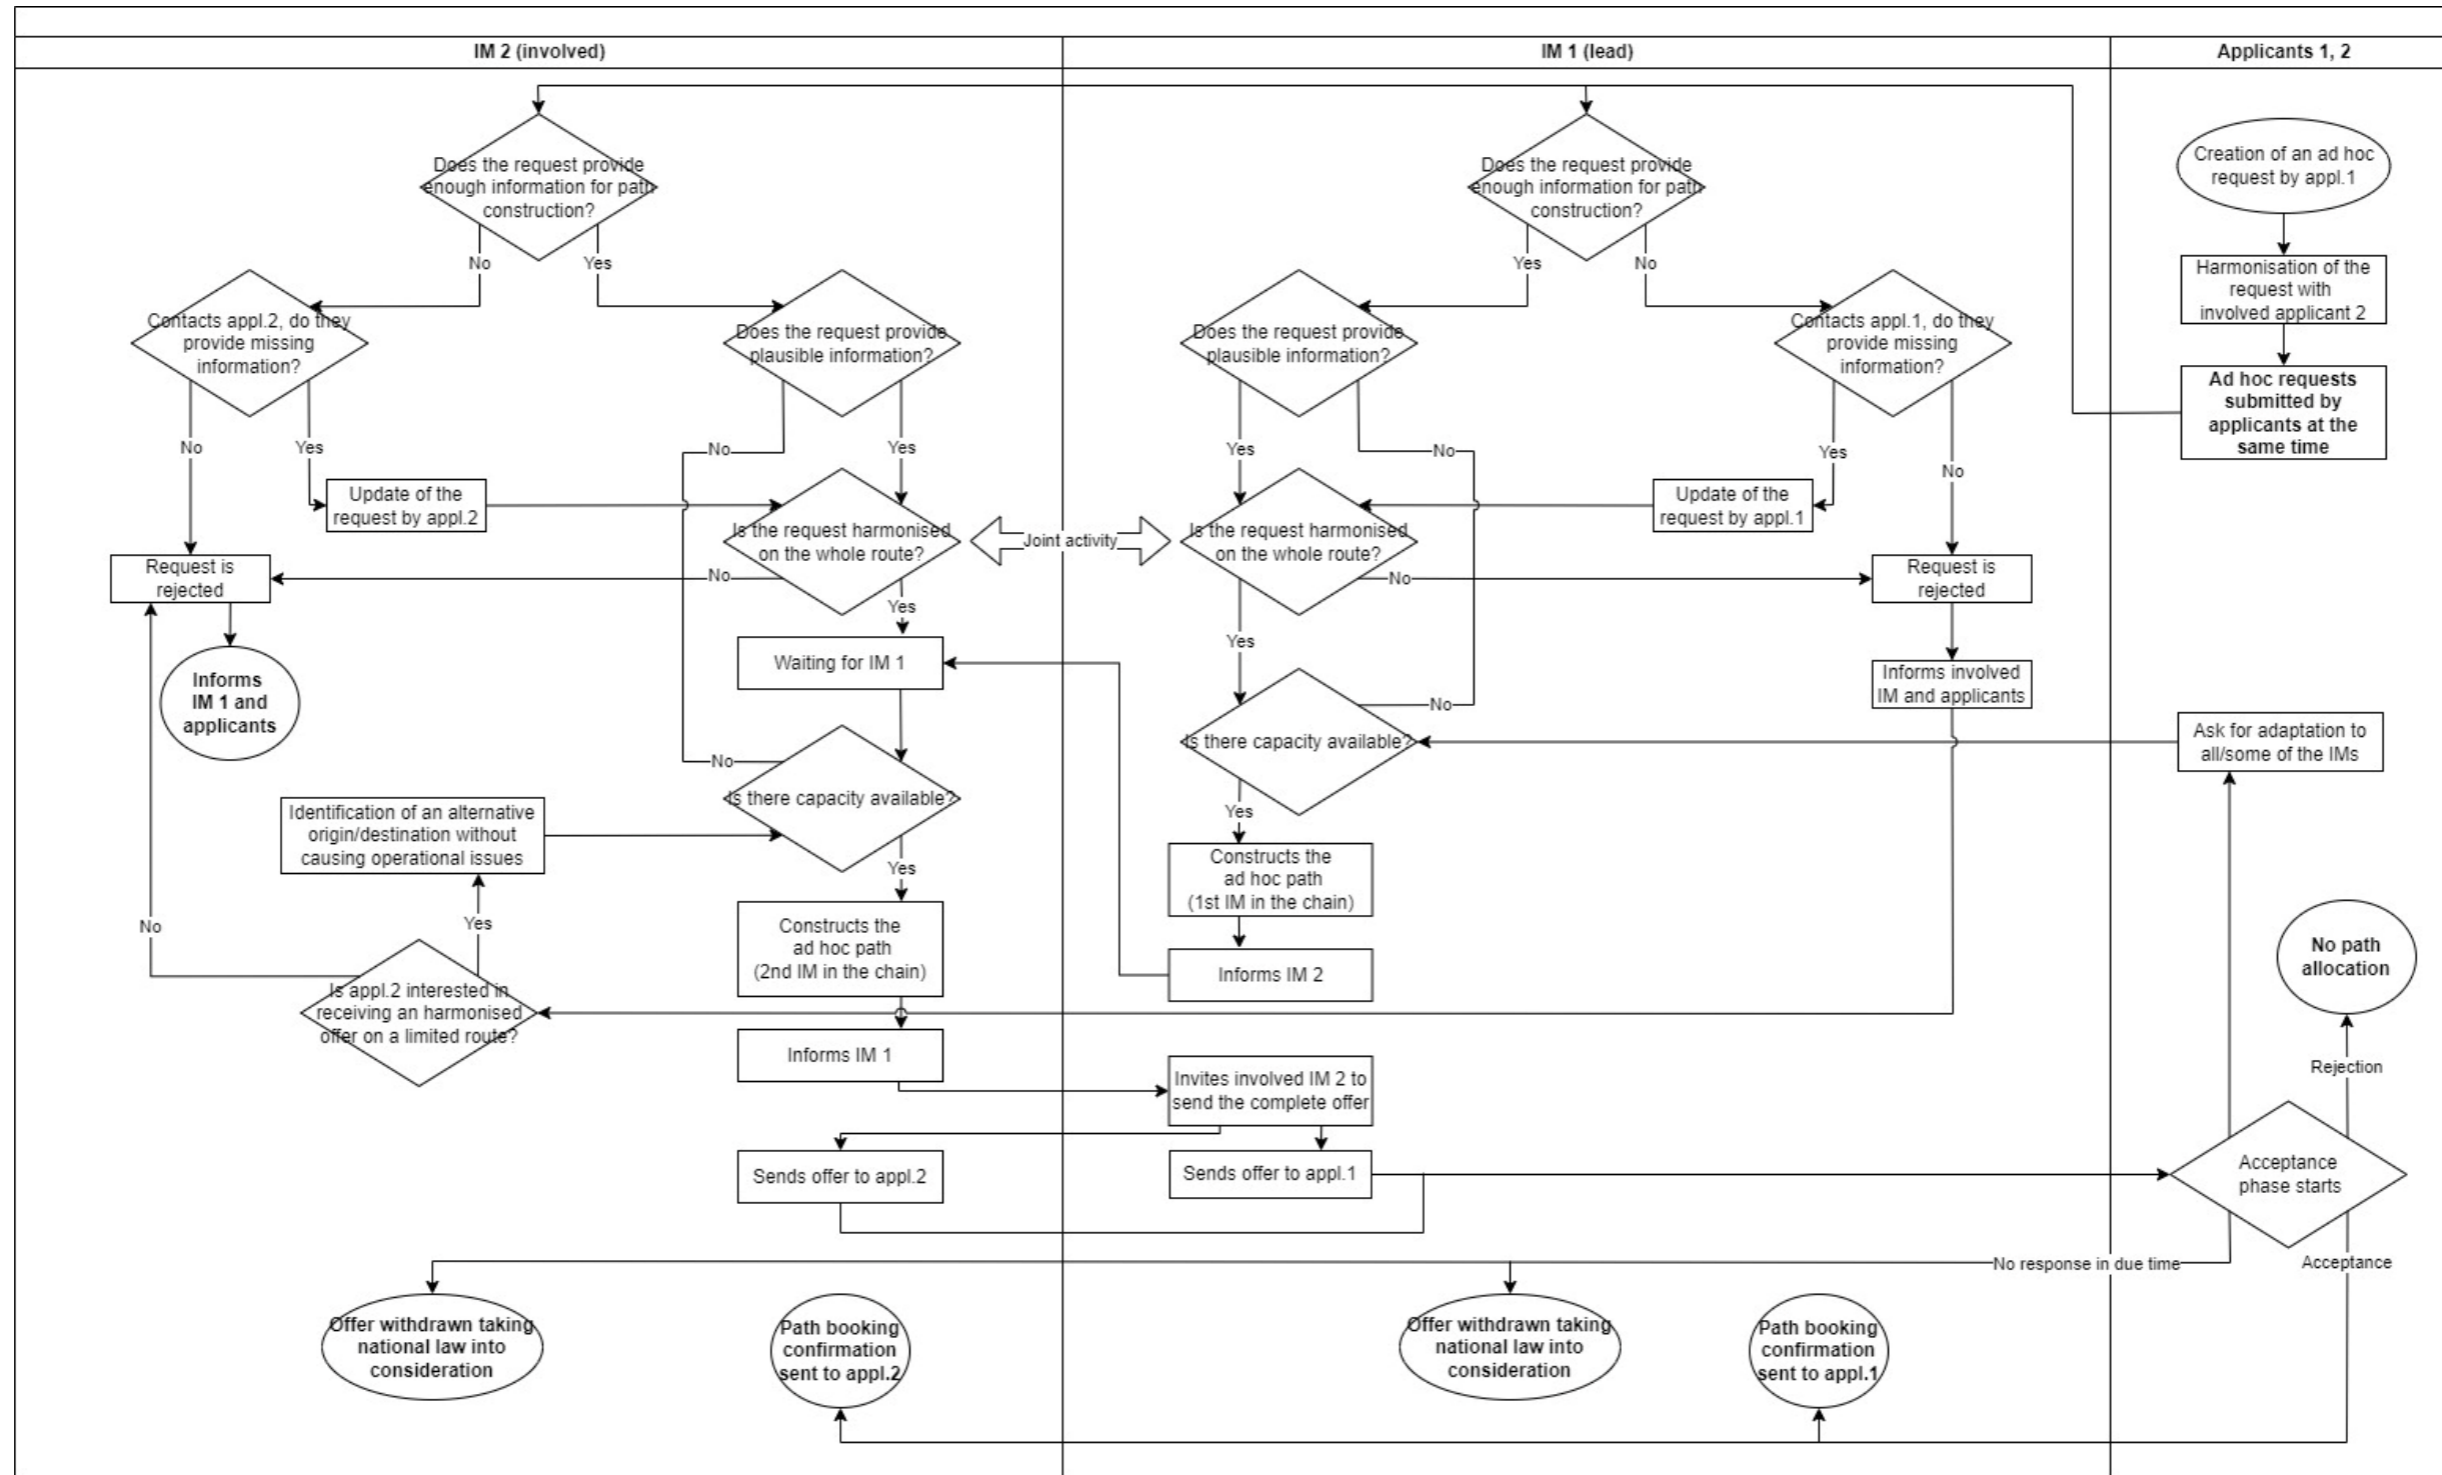 IM 2 (involved)
IM 1 (lead)
Applicants 1, 2
Does the request provide
enough information for path
construction?
No
Yes
Contacts appl.2, do they
provide missing
information?
Does the request provide
plausible information?
No
Yes
No
Yes
Update of the
request by appl.2
Is the request harmonised
on the whole route?
Joint activity
Request is
rejected
No
Yes
Informs
IM 1 and
applicants
Waiting for IM 1
No
Is there capacity available?
Identification of an alternative
origin/destination without
causing operational issues
Yes
No
Yes
Constructs the
ad hoc path
(2nd IM in the chain)
Is appl.2 interested in
receiving an harmonised
offer on a limited route?
Informs IM 1
Sends offer to appl.2
Offer withdrawn taking
national law into
consideration
Path booking
confirmation
sent to appl.2
Does the request provide
enough information for path
construction?
Yes
No
Does the request provide
plausible information?
Contacts appl.1, do they
provide missing
information?
Yes
No
Yes
No
Update of the
request by appl.1
Is the request harmonised
on the whole route?
No
Request is
rejected
Yes
Informs involved
IM and applicants
No
Is there capacity available?
Yes
Constructs the
ad hoc path
(1st IM in the chain)
Informs IM 2
Invites involved IM 2 to
send the complete offer
Sends offer to appl.1
Offer withdrawn taking
national law into
consideration
Path booking
confirmation
sent to appl.1
Creation of an ad hoc
request by appl.1
Harmonisation of the
request with
involved applicant 2
Ad hoc requests
submitted by
applicants at the
same time
Ask for adaptation to
all/some of the IMs
No path
allocation
Rejection
Acceptance
phase starts
No response in due time
Acceptance